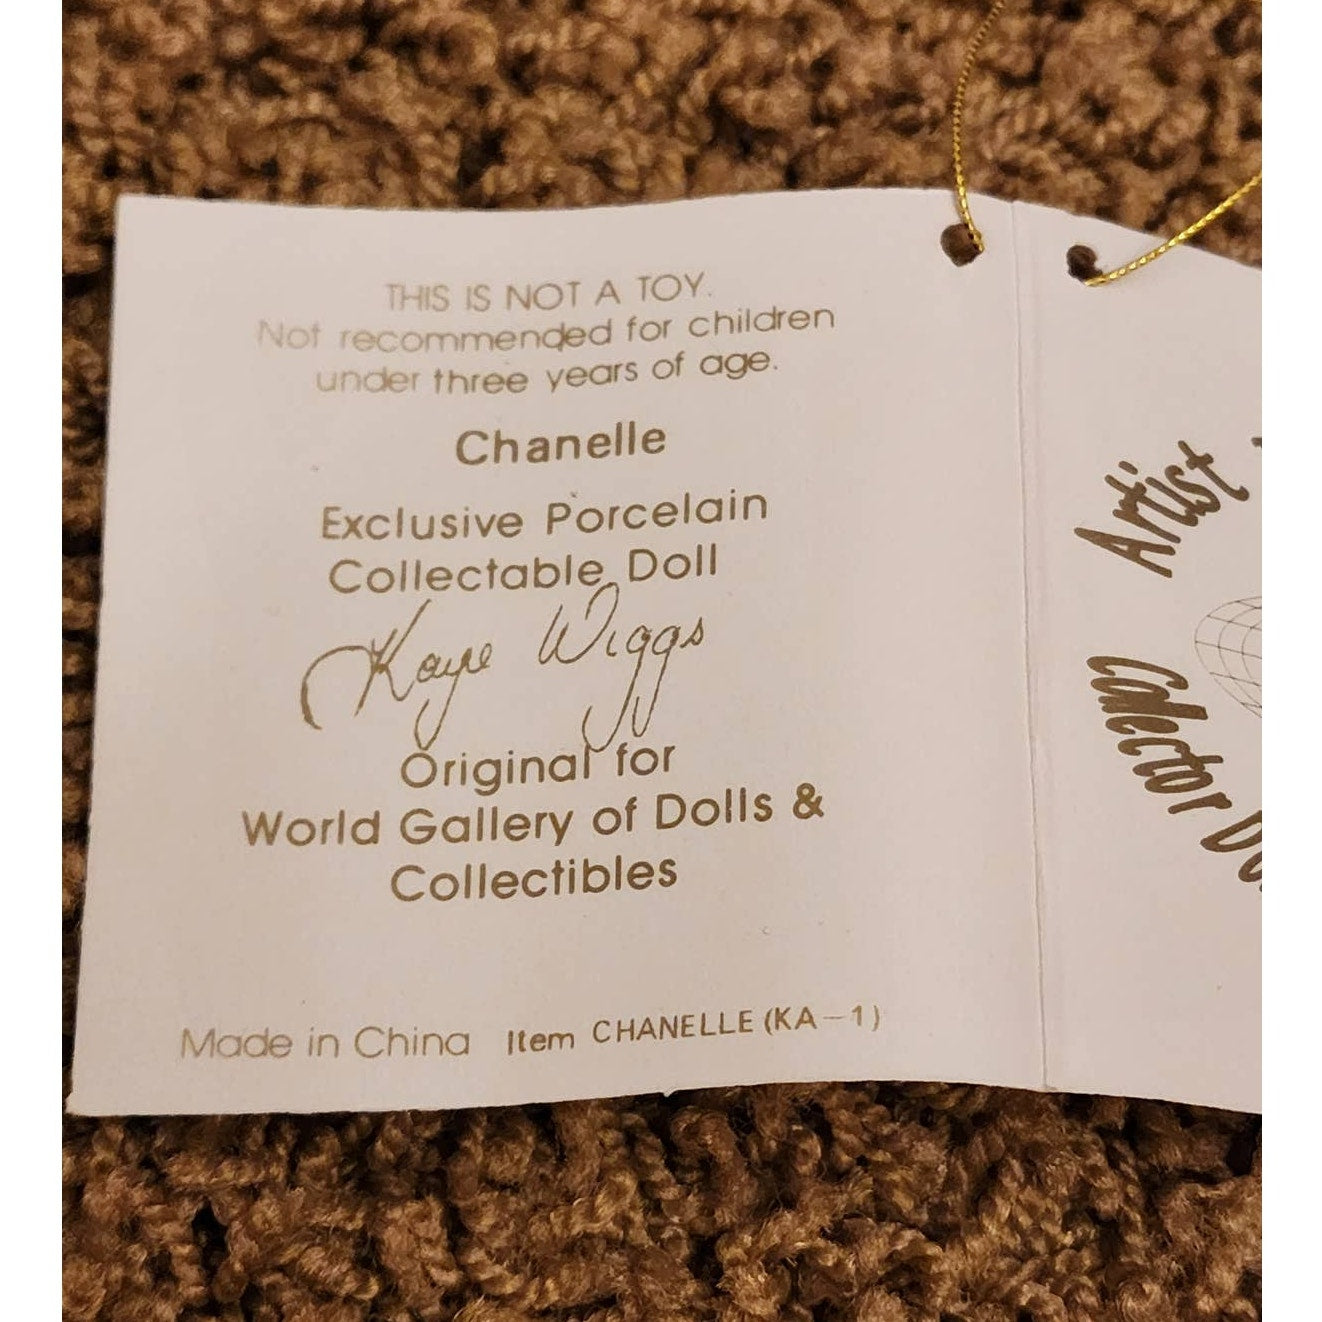 THIS IS NOT A TOY.
Not recommended for children
under three years of age.
Chanelle
Exclusive Porcelain
Collectable Doll
Kaye Wiggs
Original for
World Gallery of Dolls &
Collectibles
Made in China Item CHANELLE (KA-1)
Artist
Collector